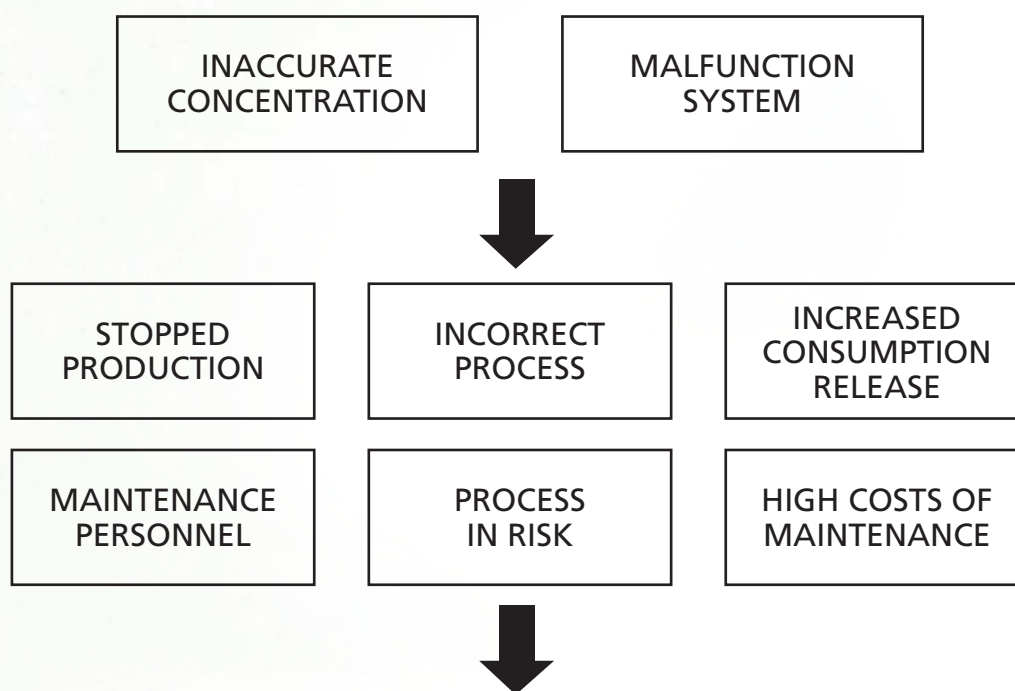 INACCURATE
CONCENTRATION
MALFUNCTION
SYSTEM
STOPPED
PRODUCTION
INCORRECT
PROCESS
INCREASED
CONSUMPTION
RELEASE
MAINTENANCE
PERSONNEL
PROCESS
IN RISK
HIGH COSTS OF
MAINTENANCE